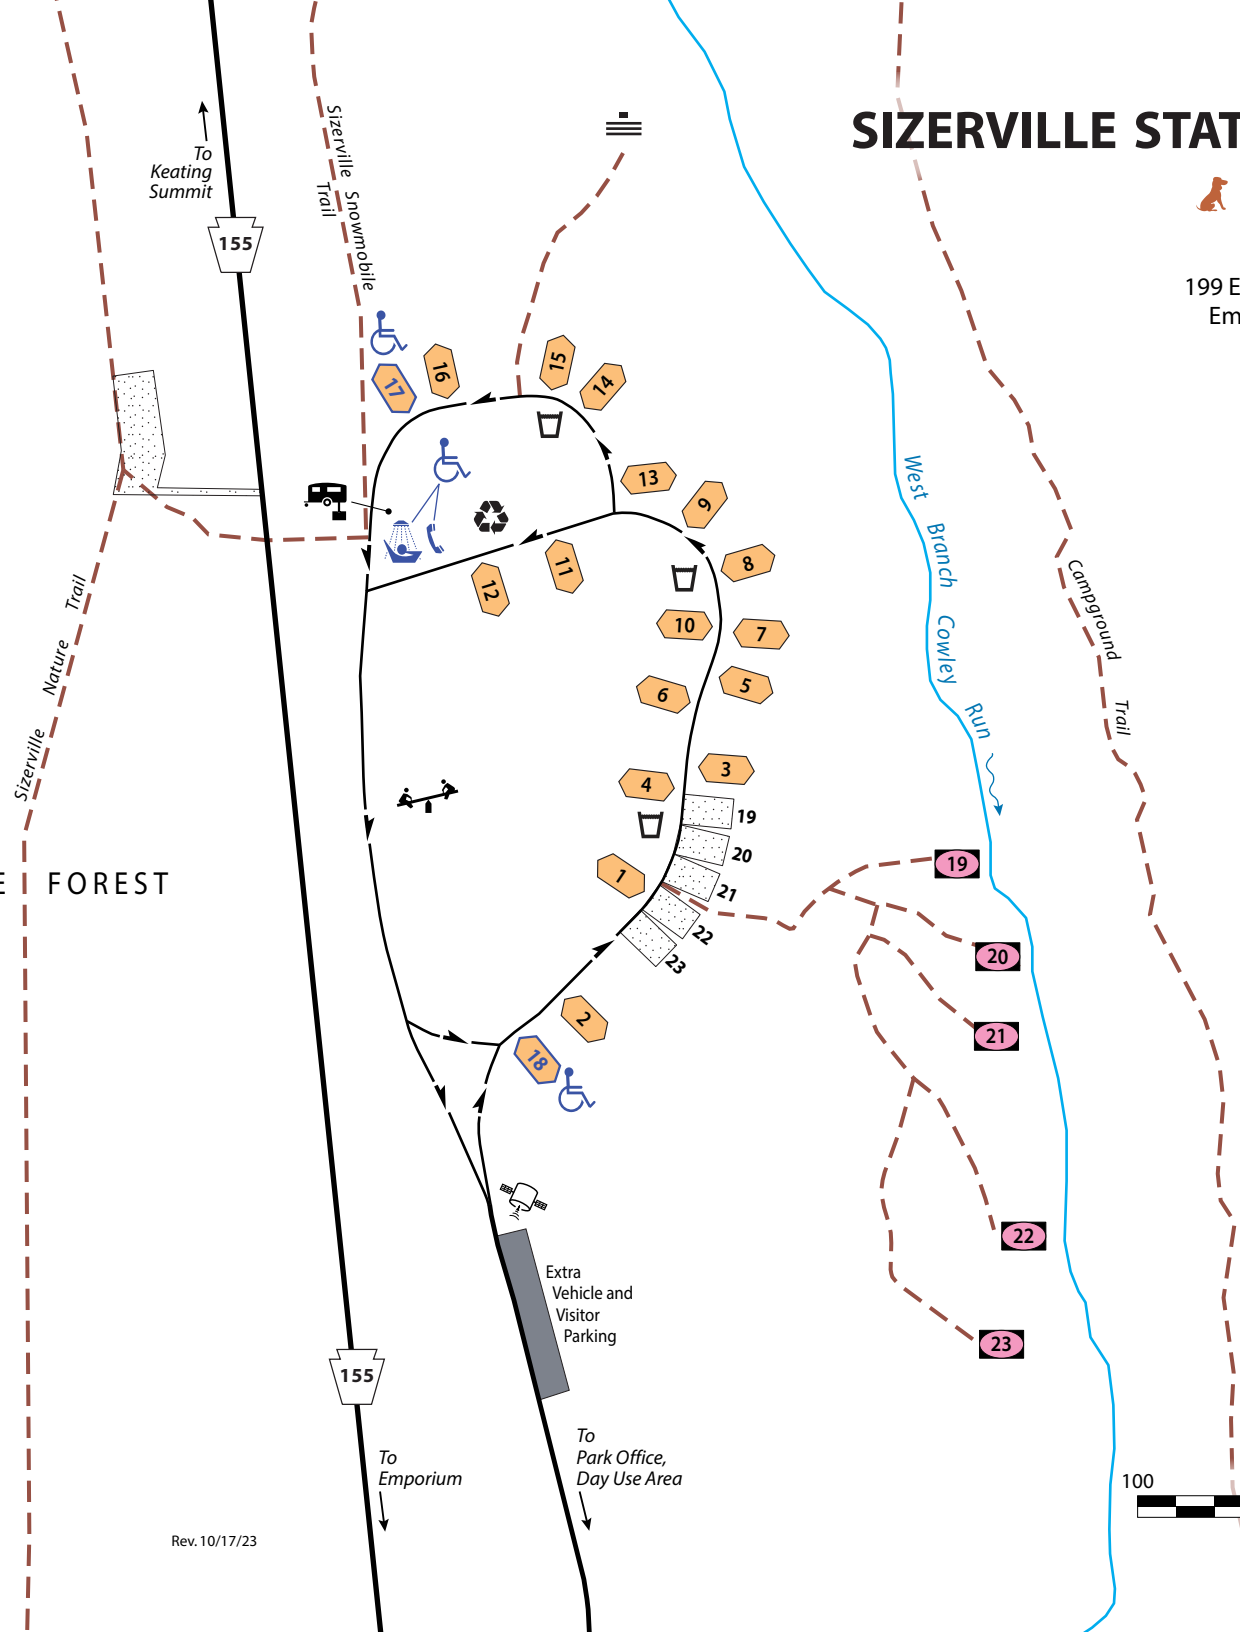 SIZERVILLE STAT
199 E
Em
To
Keating
Summit
155
Sizerville Snowmobile
Trail
15
14
16
17
13
9
8
11
12
10
7
5
6
3
4
19
20
21
22
23
1
2
18
West Branch Cowley Run
Campground Trail
Sizerville Nature Trail
E FOREST
19
20
21
22
23
Extra
Vehicle and
Visitor
Parking
155
To
Emporium
To
Park Office,
Day Use Area
100
Rev. 10/17/23